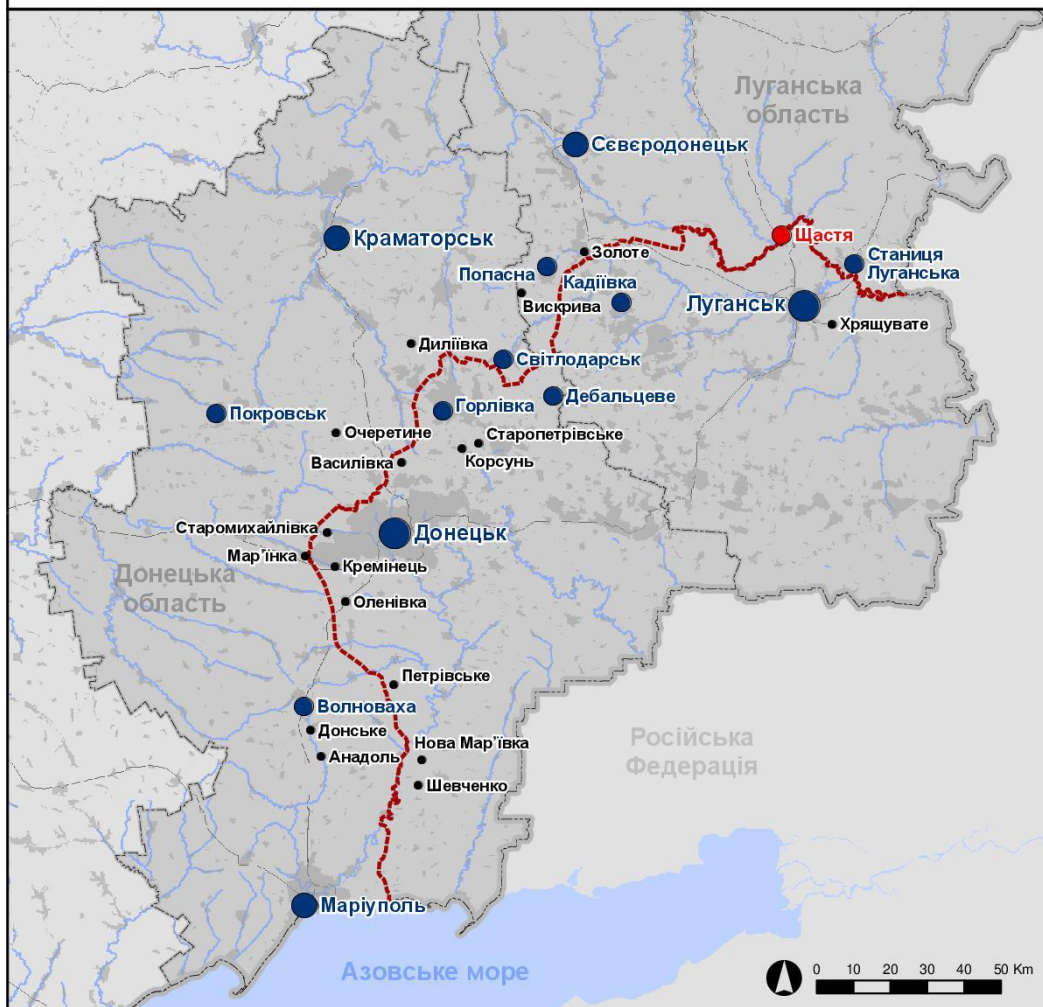 Луганська
область
Сєвєродонецьк
Щастя
Краматорськ
Золоте
Станиця
Луганська
Попасна
Кадіївка
Вискрива
Луганськ
Хрящувате
Диліївка
Світлодарськ
Дебальцеве
Покровськ
Горлівка
Очеретине
Старопетрівське
Василівка
Корсунь
Старомихайлівка
Донецьк
Мар'їнка
Кремінець
Донецька
область
Оленівка
Петрівське
Волноваха
Донське
Нова Мар'ївка
Російська
Федерація
Анадоль
Шевченко
Маріуполь
Азовське море
0 10 20 30 40 50 Km